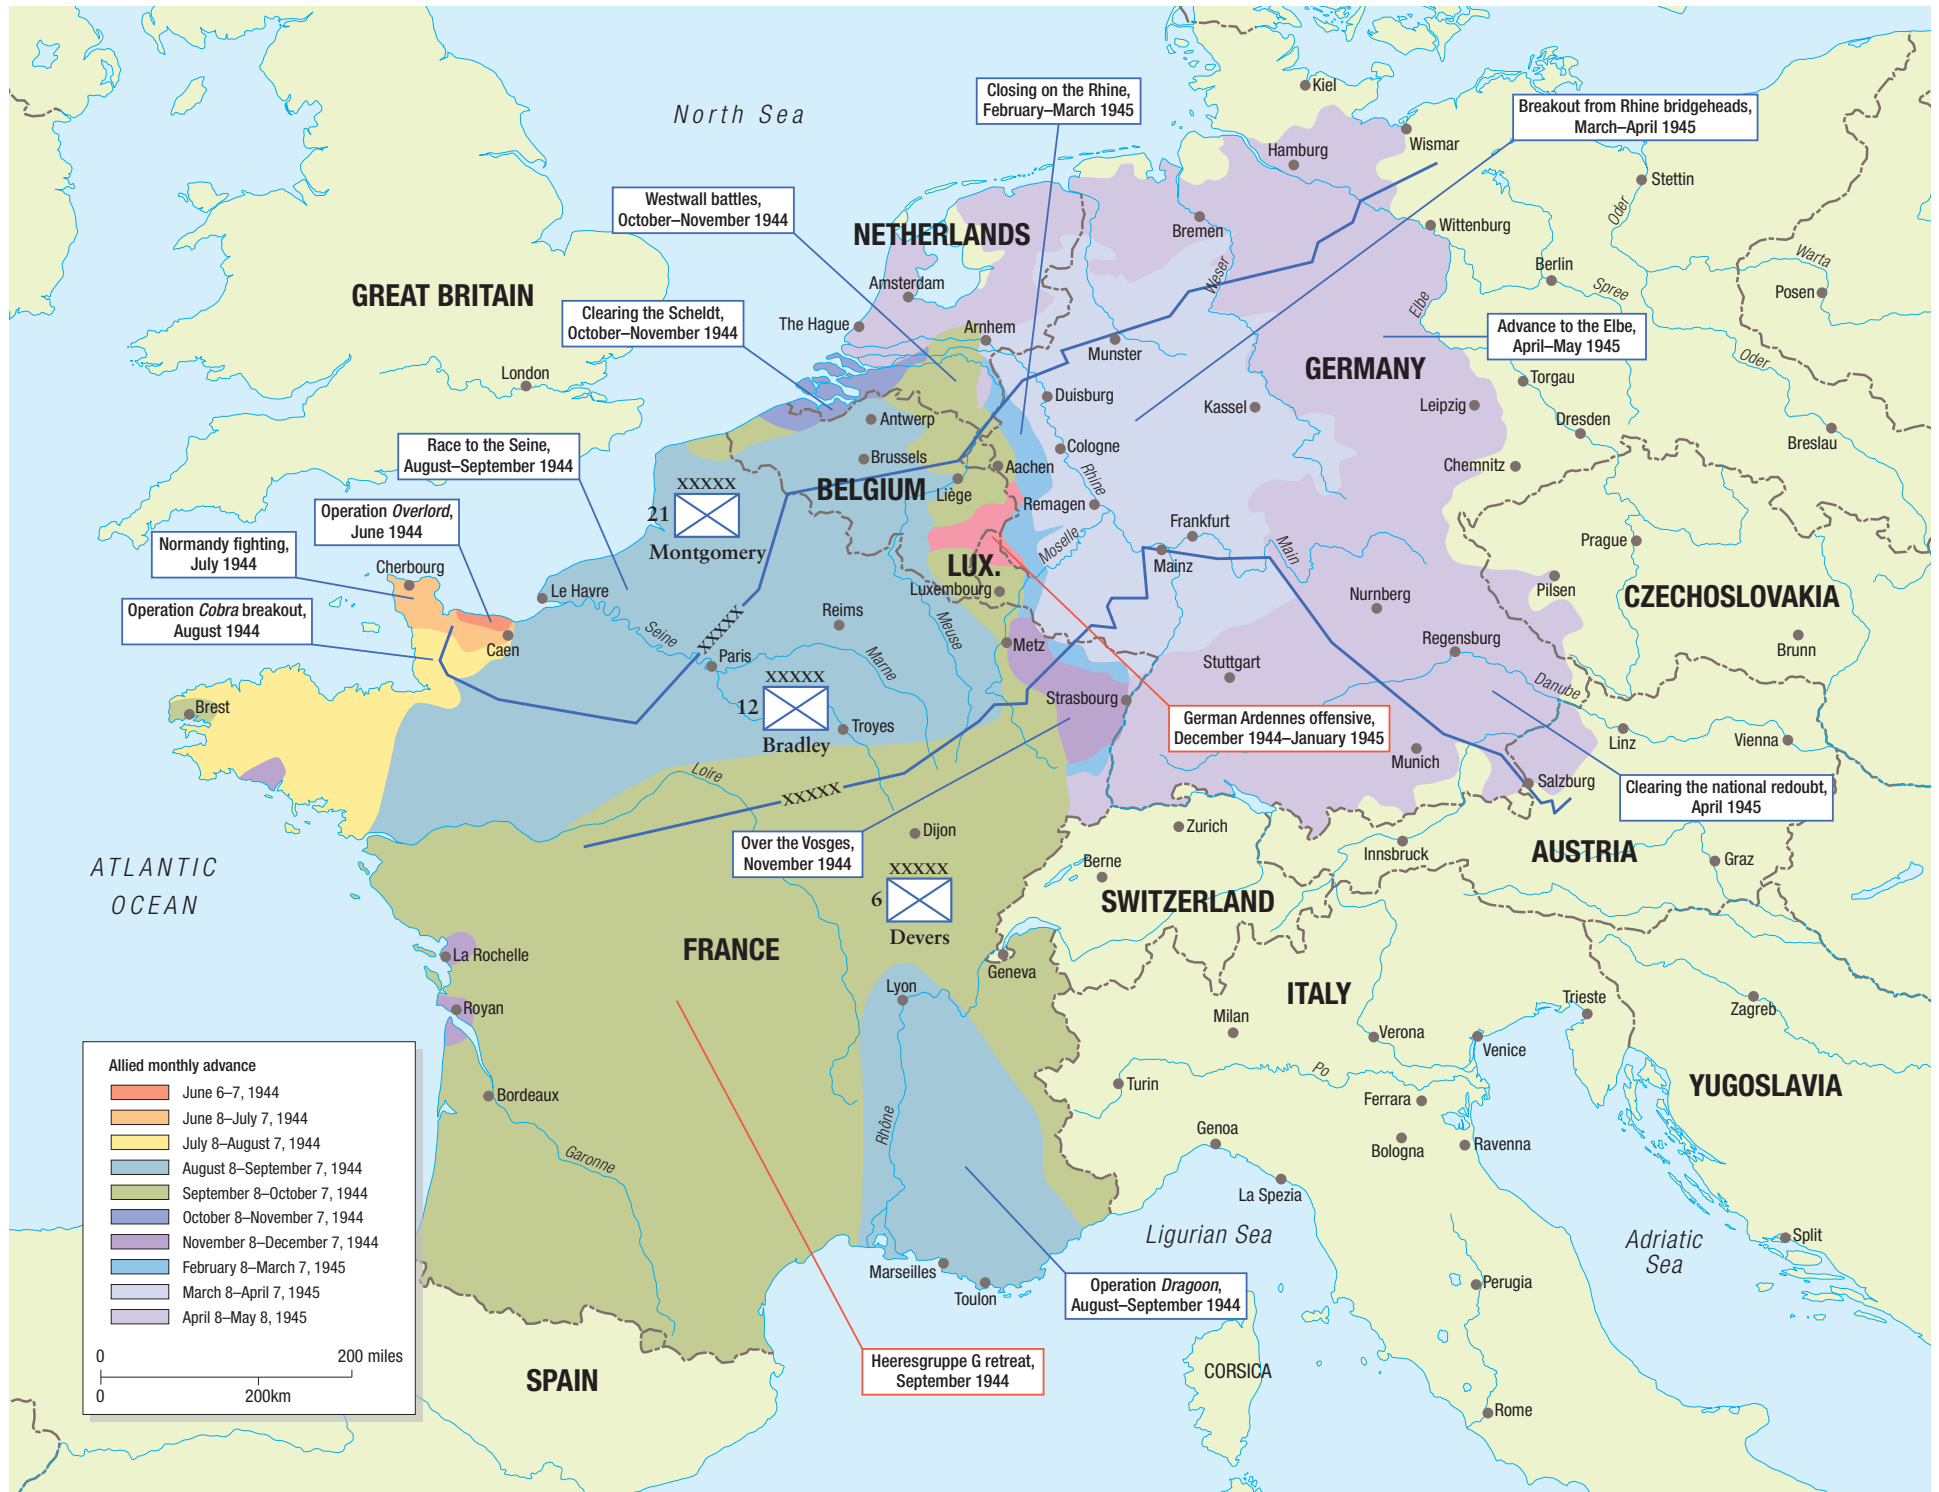 North Sea
Kiel
Closing on the Rhine,
February–March 1945
Breakout from Rhine bridgeheads,
March–April 1945
Wismar
Hamburg
Stettin
Oder
Westwall battles,
October–November 1944
NETHERLANDS
Bremen
Wittenburg
Weser
Warta
Berlin
Spree
Posen
Amsterdam
GREAT BRITAIN
Elbe
Clearing the Scheldt,
October–November 1944
The Hague
Arnhem
Munster
Advance to the Elbe,
April–May 1945
Oder
London
GERMANY
Torgau
Duisburg
Kassel
Leipzig
Dresden
Antwerp
Breslau
Race to the Seine,
August–September 1944
Cologne
Brussels
Aachen
Chemnitz
Rhine
XXXXX
BELGIUM
Liège
21
Montgomery
Remagen
Operation Overlord,
June 1944
Frankfurt
Normandy fighting,
July 1944
Moselle
Main
Prague
Cherbourg
LUX.
Mainz
Le Havre
Luxembourg
Nurnberg
Pilsen
CZECHOSLOVAKIA
Operation Cobra breakout,
August 1944
Reims
Seine
XXXXX
Meuse
Caen
Metz
Regensburg
Brunn
Paris
Marne
Stuttgart
XXXXX
12
Bradley
Danube
Strasbourg
Brest
Troyes
German Ardennes offensive,
December 1944–January 1945
Linz
Vienna
Munich
Loire
XXXXX
Salzburg
Clearing the national redoubt,
April 1945
Dijon
Zurich
Over the Vosges,
November 1944
Innsbruck
AUSTRIA
Graz
ATLANTIC
OCEAN
Berne
XXXXX
6
Devers
SWITZERLAND
FRANCE
La Rochelle
Geneva
Lyon
ITALY
Trieste
Royan
Zagreb
Milan
Verona
Venice
Po
Turin
YUGOSLAVIA
Bordeaux
Ferrara
Rhône
Genoa
Bologna
Ravenna
Garonne
La Spezia
Ligurian Sea
Adriatic
Sea
Split
Marseilles
Toulon
Operation Dragoon,
August–September 1944
Perugia
Heeresgruppe G retreat,
September 1944
CORSICA
SPAIN
Rome
Allied monthly advance
June 6–7, 1944
June 8–July 7, 1944
July 8–August 7, 1944
August 8–September 7, 1944
September 8–October 7, 1944
October 8–November 7, 1944
November 8–December 7, 1944
February 8–March 7, 1945
March 8–April 7, 1945
April 8–May 8, 1945
0
200 miles
0
200km